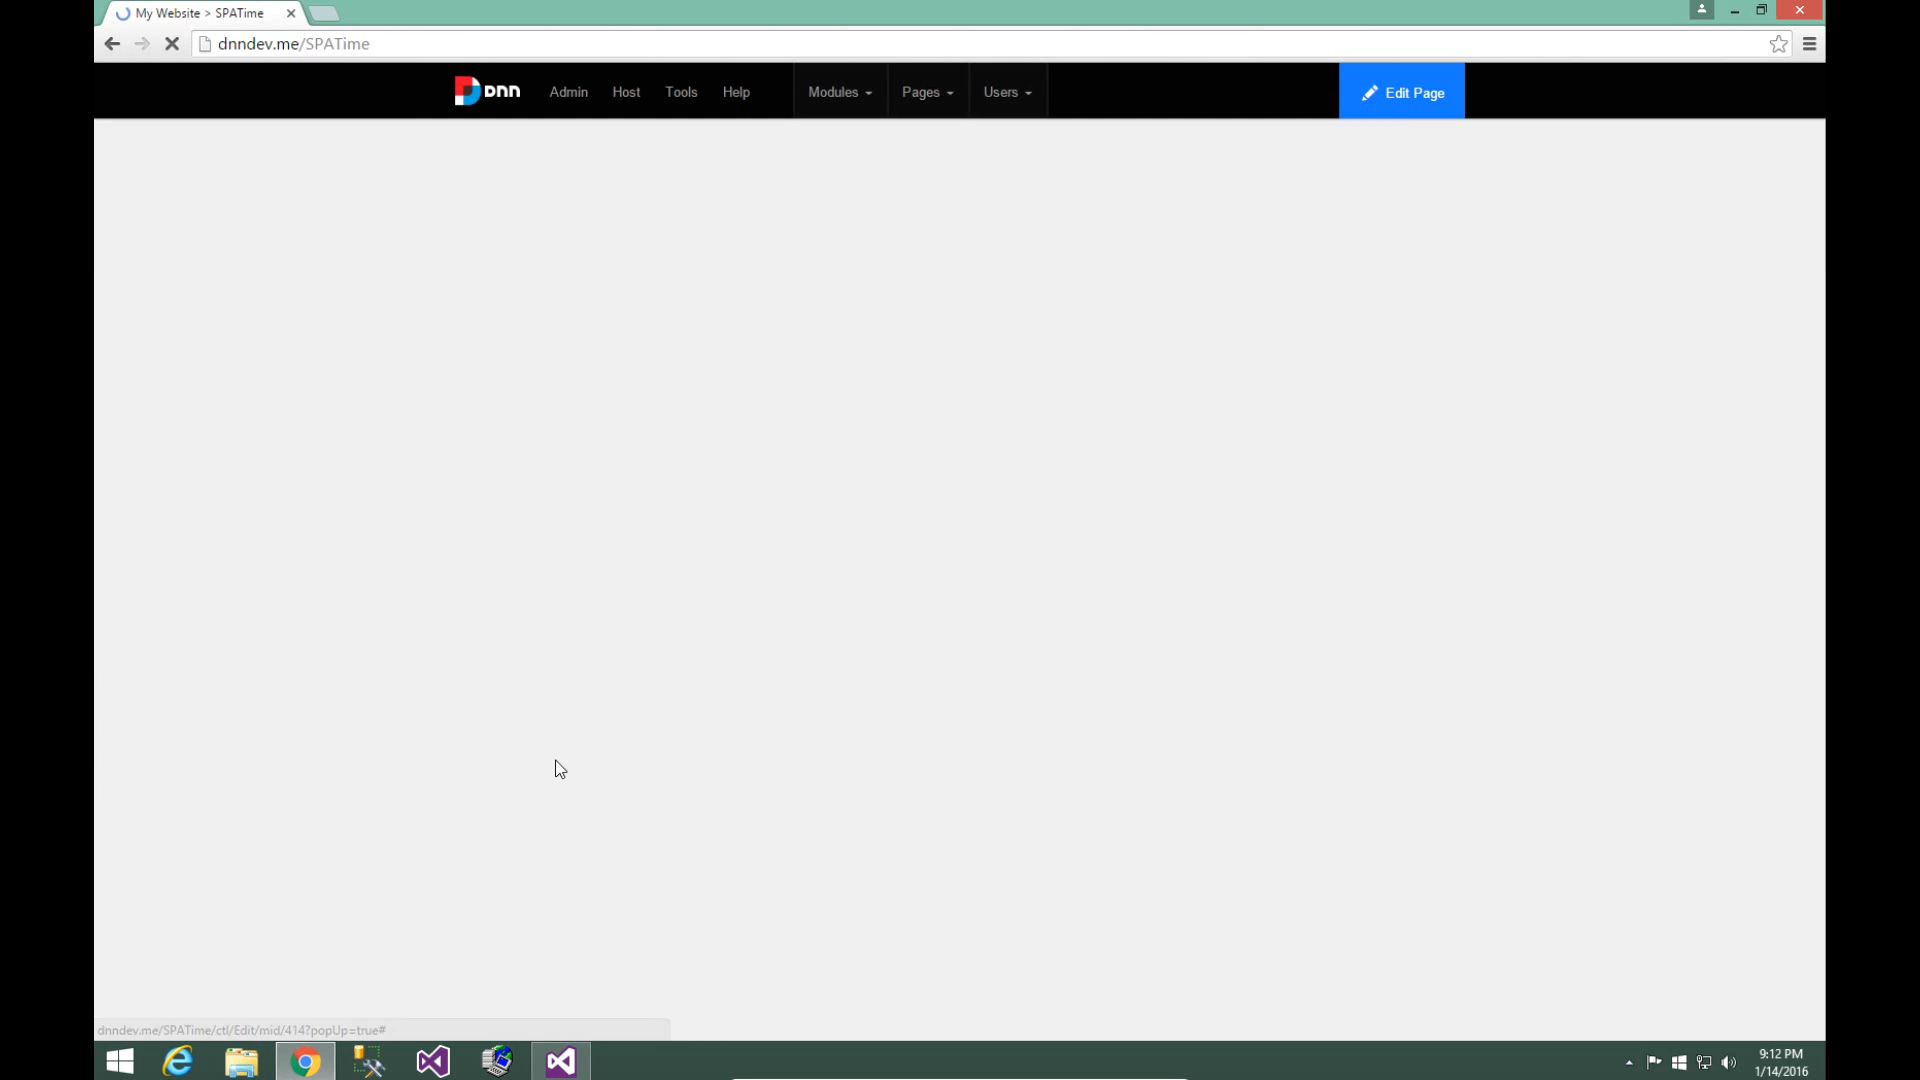 My Website > SPATime
dnndev.me/SPATime
dnn Admin Host Tools Help Modules Pages Users Edit Page
dnndev.me/SPATime/ctl/Edit/mid/414?popUp=true#
9:12 PM
1/14/2016